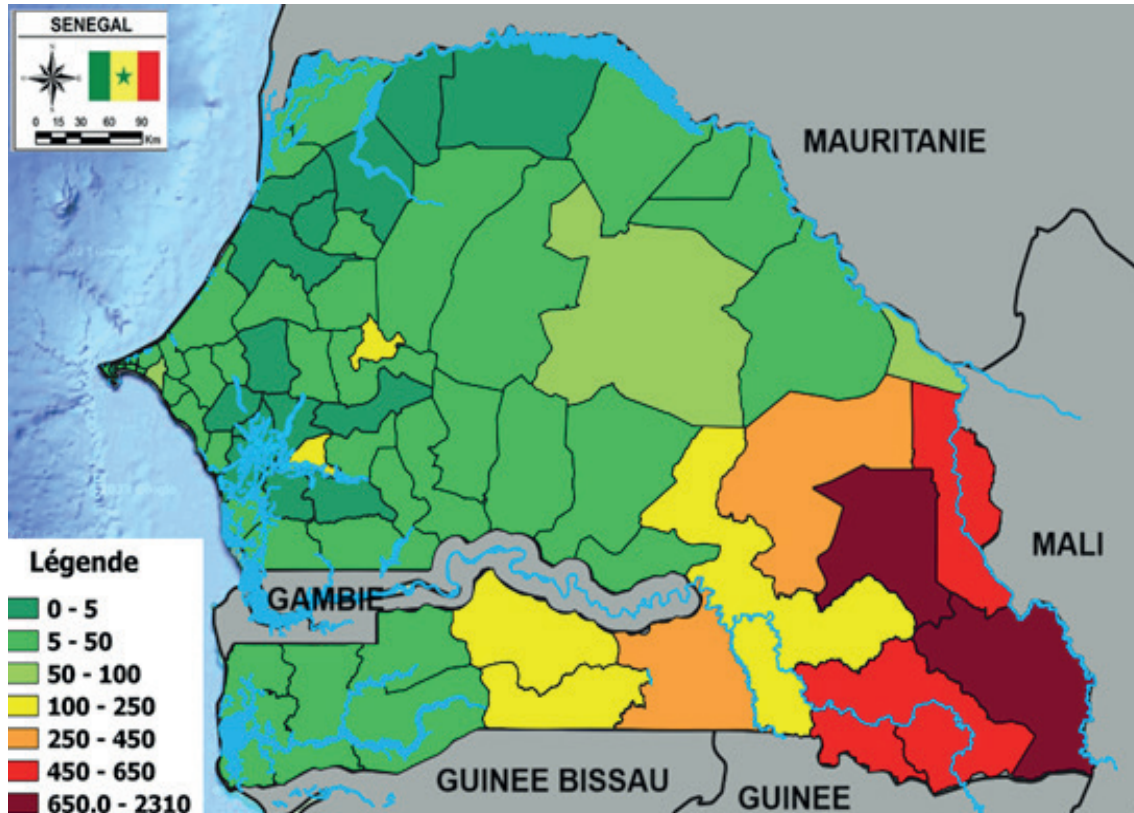 SENEGAL
0 15 30 60 90
Km
MAURITANIE
MALI
GAMBIE
GUINEE BISSAU
GUINEE
Légende
0 - 5
5 - 50
50 - 100
100 - 250
250 - 450
450 - 650
650.0 - 2310